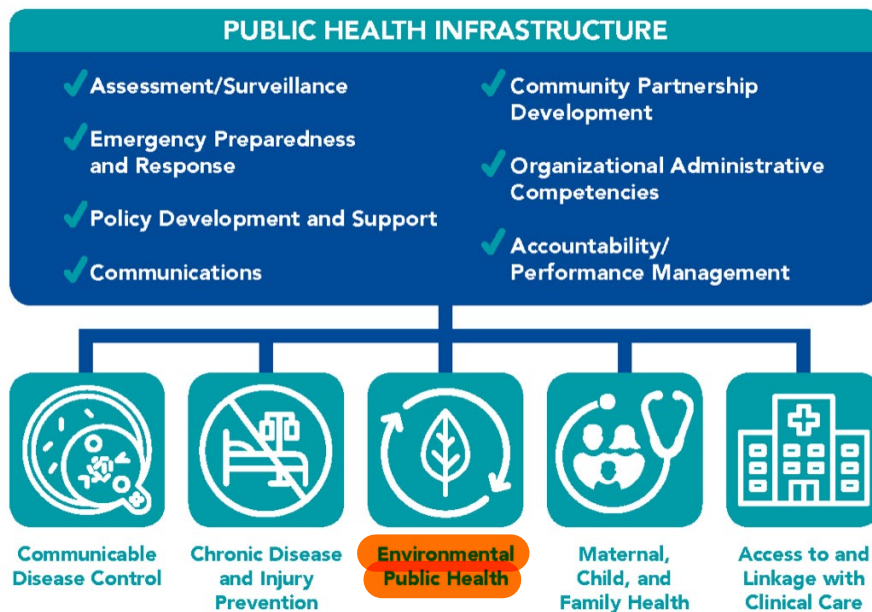 PUBLIC HEALTH INFRASTRUCTURE
Assessment/Surveillance
Emergency Preparedness
and Response
Policy Development and Support
Communications
Community Partnership
Development
Organizational Administrative
Competencies
Accountability/
Performance Management
Communicable
Disease Control
Chronic Disease
and Injury
Prevention
Environmental
Public Health
Maternal,
Child, and
Family Health
Access to and
Linkage with
Clinical Care